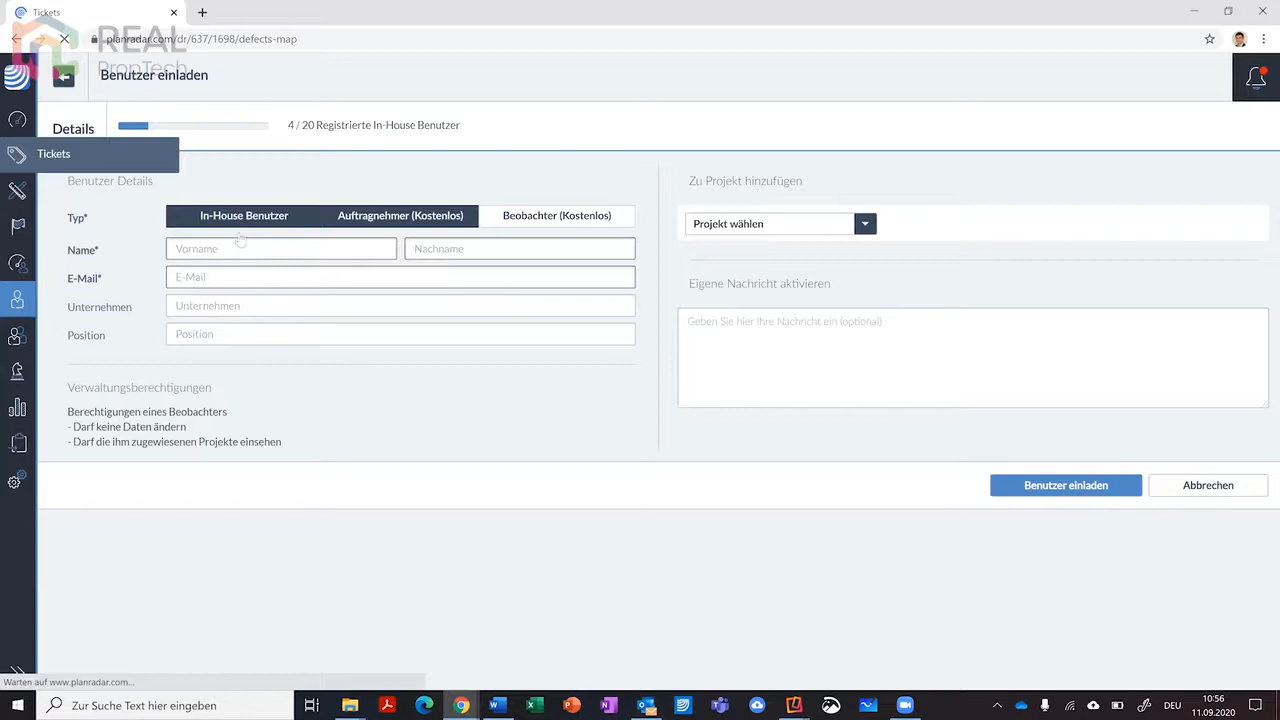 Tickets
planradar.com/dr/637/1698/defects-map
REAL
PropTech
Benutzer einladen
Details
4 / 20 Registrierte In-House Benutzer
Tickets
Benutzer Details
Zu Projekt hinzufügen
Typ*
In-House Benutzer
Auftragnehmer (Kostenlos)
Beobachter (Kostenlos)
Projekt wählen
Name*
Vorname
Nachname
E-Mail*
E-Mail
Eigene Nachricht aktivieren
Unternehmen
Unternehmen
Geben Sie hier Ihre Nachricht ein (optional)
Position
Position
Verwaltungsberechtigungen
Berechtigungen eines Beobachters
- Darf keine Daten ändern
- Darf die ihm zugewiesenen Projekte einsehen
Benutzer einladen
Abbrechen
Warten auf www.planradar.com...
Zur Suche Text hier eingeben
DEU
10:56
11.09.2020